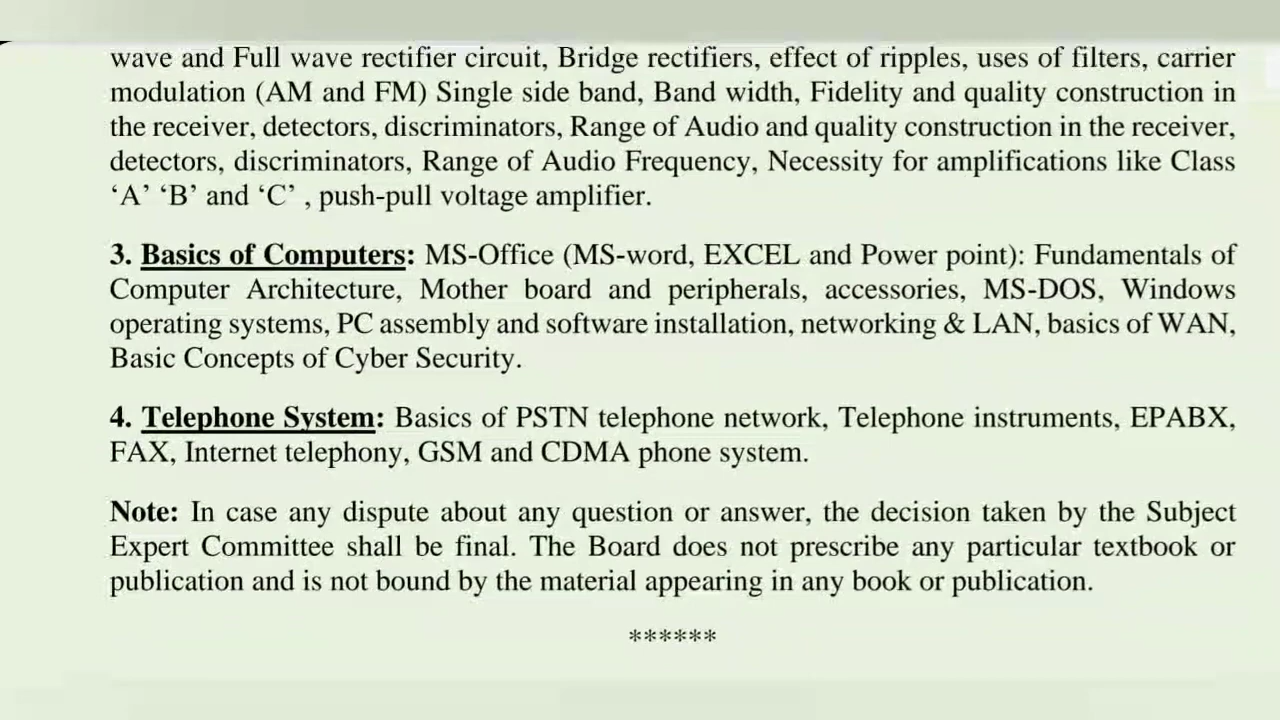 wave and Full wave rectifier circuit, Bridge rectifiers, effect of ripples, uses of filters, carrier
modulation (AM and FM) Single side band, Band width, Fidelity and quality construction in
the receiver, detectors, discriminators, Range of Audio and quality construction in the receiver,
detectors, discriminators, Range of Audio Frequency, Necessity for amplifications like Class
‘A’ ‘B’ and ‘C’ , push-pull voltage amplifier.
3. Basics of Computers: MS-Office (MS-word, EXCEL and Power point): Fundamentals of
Computer Architecture, Mother board and peripherals, accessories, MS-DOS, Windows
operating systems, PC assembly and software installation, networking & LAN, basics of WAN,
Basic Concepts of Cyber Security.
4. Telephone System: Basics of PSTN telephone network, Telephone instruments, EPABX,
FAX, Internet telephony, GSM and CDMA phone system.
Note: In case any dispute about any question or answer, the decision taken by the Subject
Expert Committee shall be final. The Board does not prescribe any particular textbook or
publication and is not bound by the material appearing in any book or publication.
******